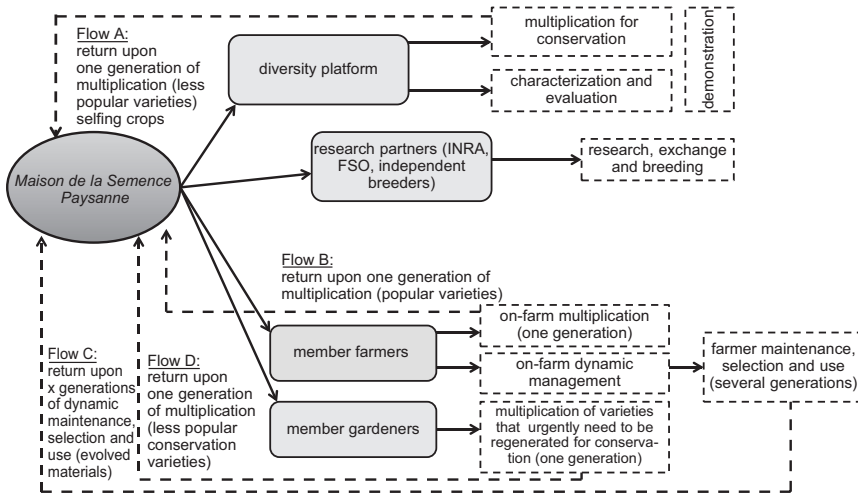 Flow A:
return upon
one generation of
multiplication (less
popular varieties)
selfing crops
diversity platform
multiplication for
conservation
characterization and
evaluation
demonstration
Maison de la Semence
Paysanne
research partners (INRA,
FSO, independent
breeders)
research, exchange
and breeding
Flow B:
return upon one generation of
multiplication (popular varieties)
member farmers
on-farm multiplication
(one generation)
on-farm dynamic
management
farmer maintenance,
selection and use
(several generations)
Flow C:
return upon
x generations
of dynamic
maintenance,
selection and
use (evolved
materials)
Flow D:
return upon
one generation
of multiplication
(less popular
conservation
varieties)
member gardeners
multiplication of varieties
that urgently need to be
regenerated for conserva-
tion (one generation)